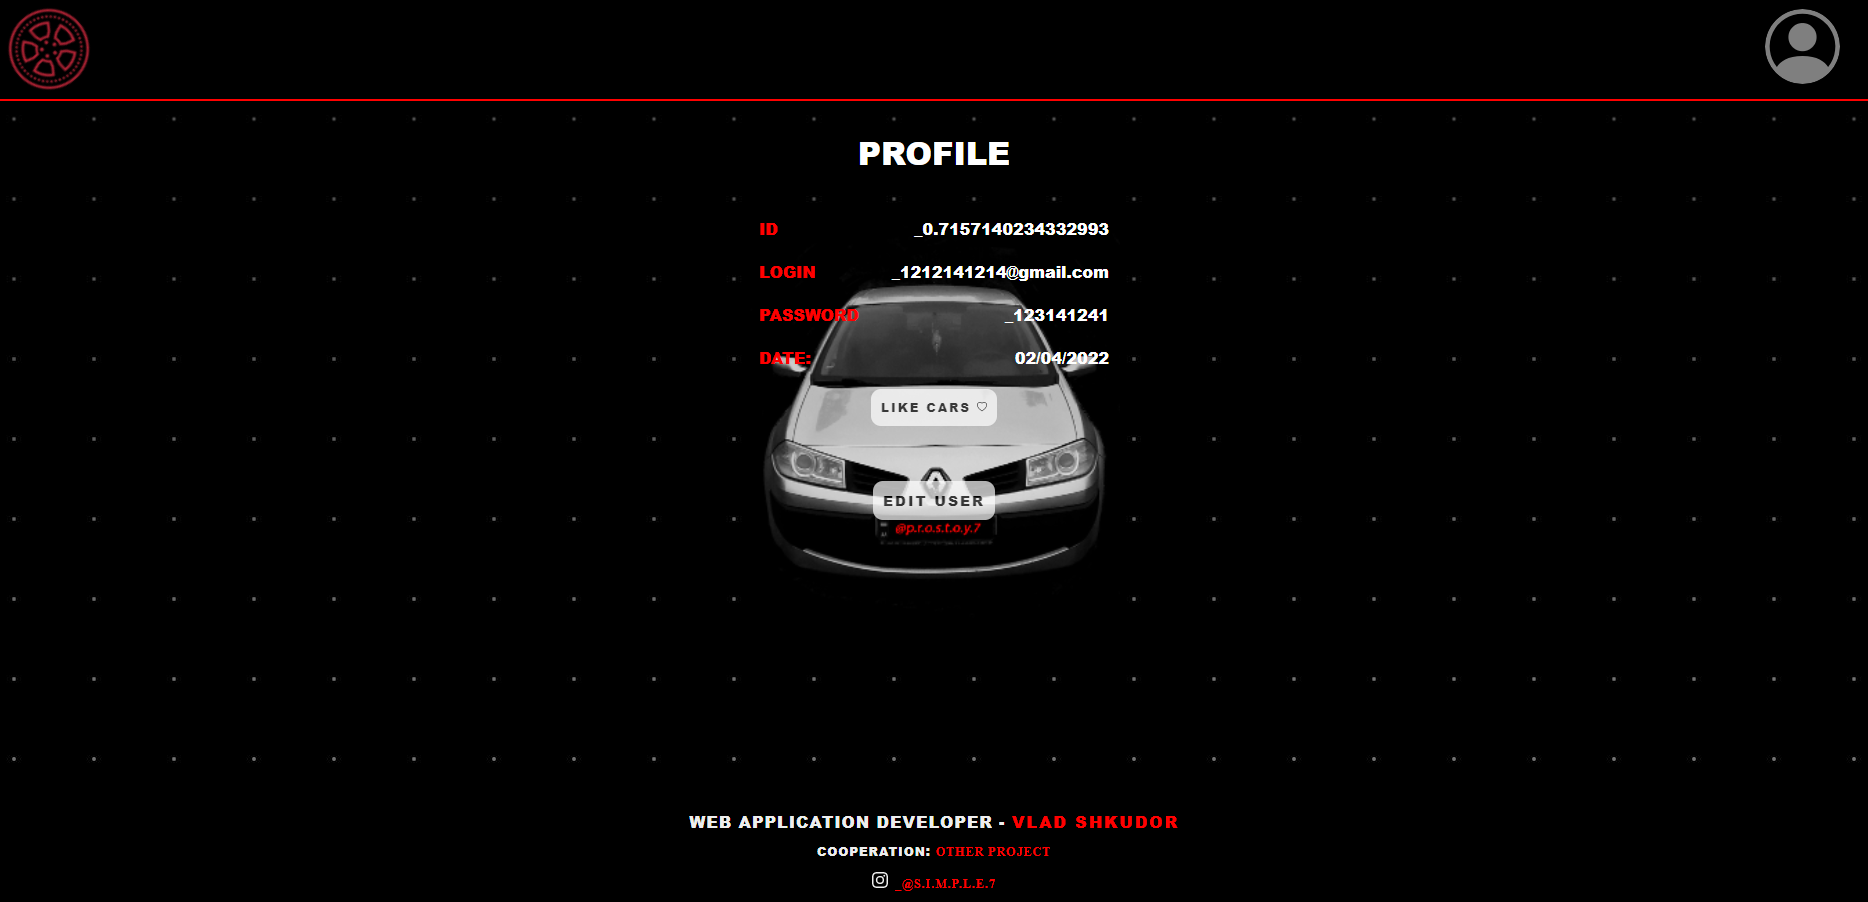 PROFILE
ID _0.7157140234332993
LOGIN _1212141214@gmail.com
PASSWORD _123141241
DATE: 02/04/2022
LIKE CARS ♡
EDIT USER
@p.r.o.s.t.o.y.7
WEB APPLICATION DEVELOPER - VLAD SHKUDOR
COOPERATION: OTHER PROJECT
_@S.I.M.P.L.E.7